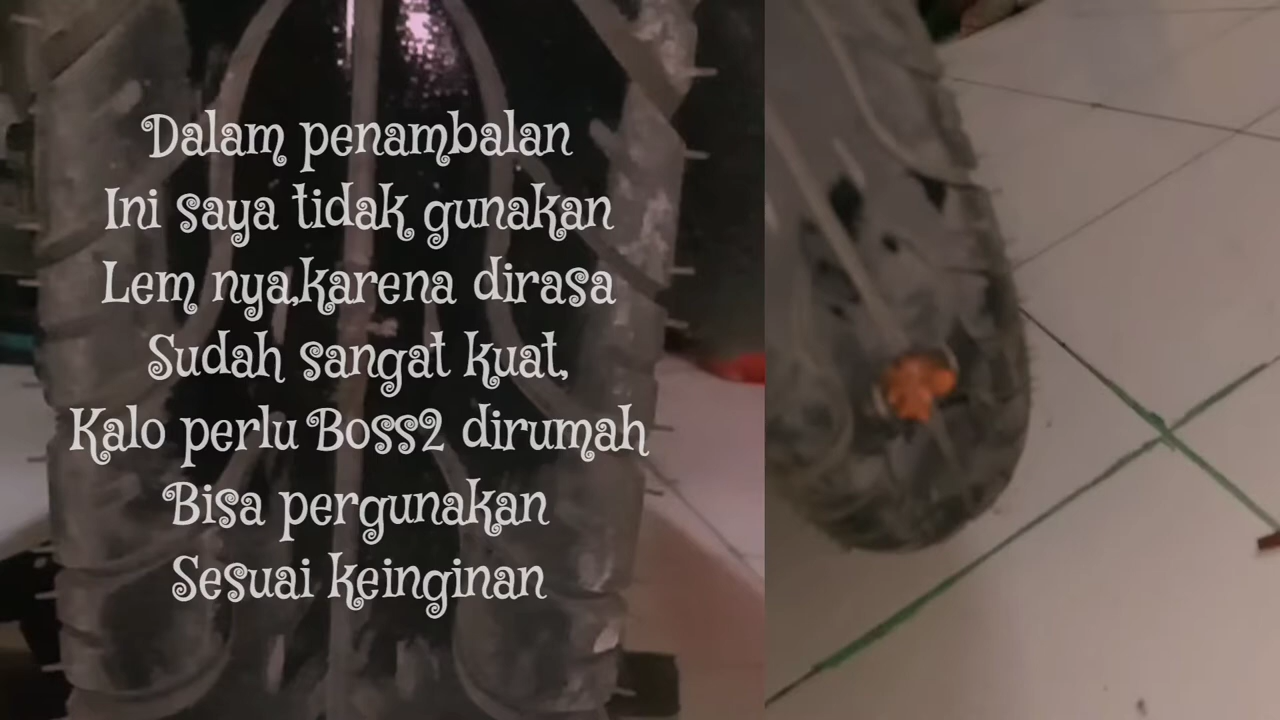 Dalam penambalan
Ini saya tidak gunakan
Lem nya,karena dirasa
Sudah sangat kuat,
Kalo perlu Boss2 dirumah
Bisa pergunakan
Sesuai keinginan